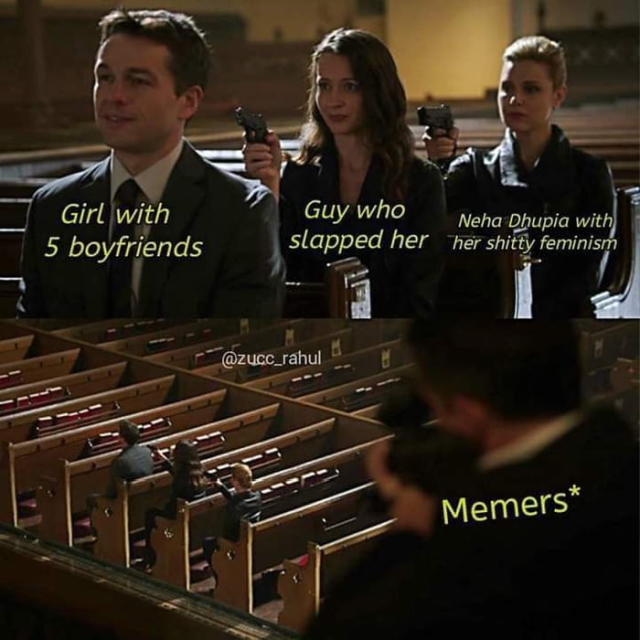 Girl with
5 boyfriends
Guy who
slapped her
Neha Dhupia with
her shitty feminism
@zucc_rahul
Memers*